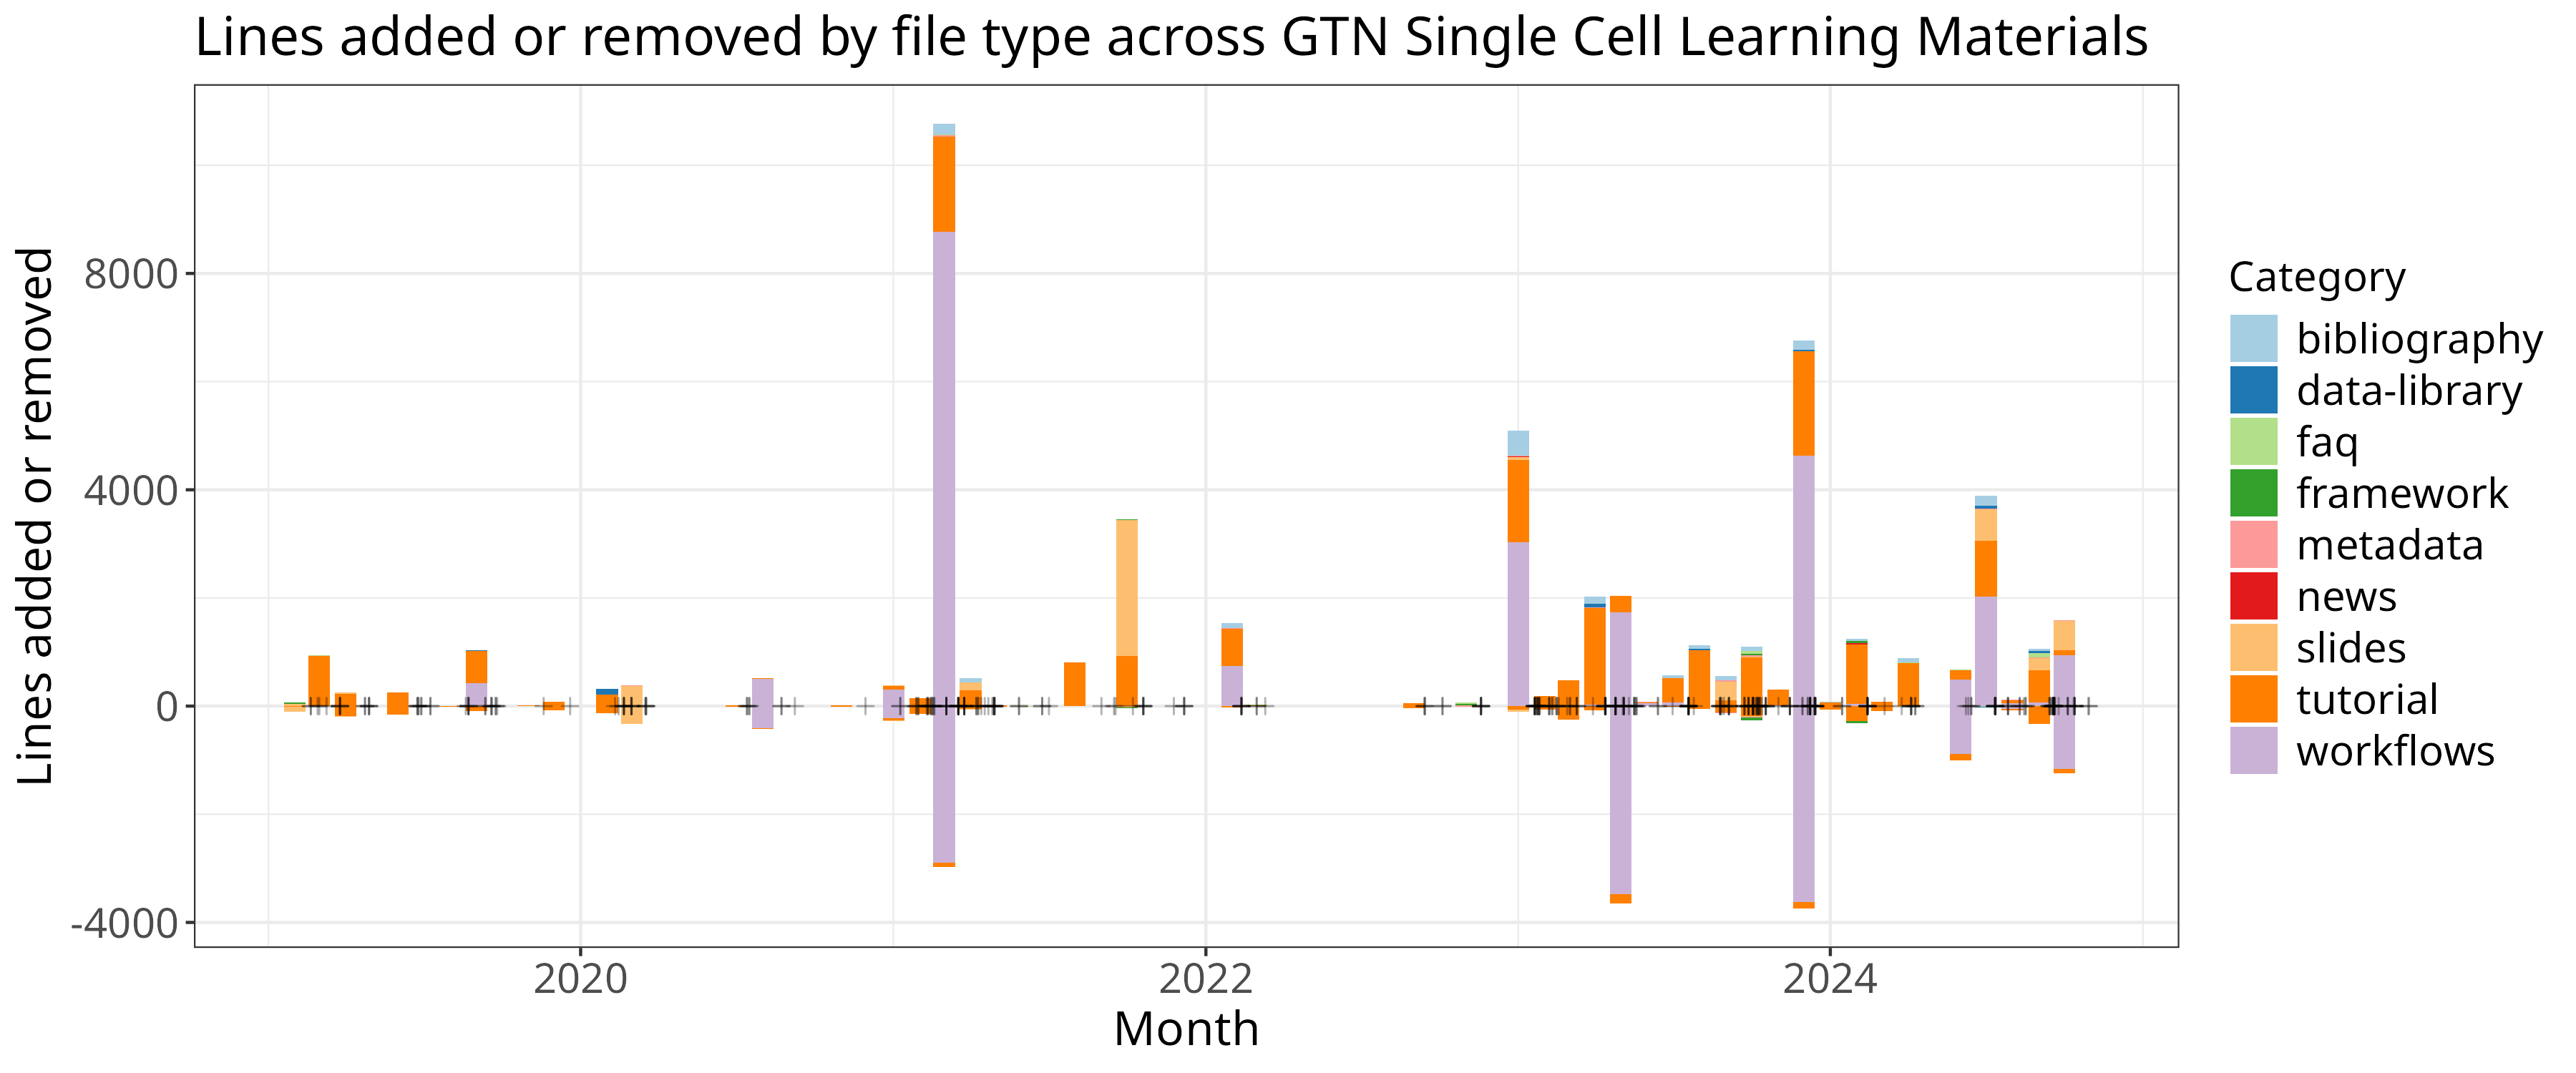 Lines added or removed by file type across GTN Single Cell Learning Materials
Lines added or removed
8000
4000
0
-4000
2020
2022
2024
Month
Category
bibliography
data-library
faq
framework
metadata
news
slides
tutorial
workflows